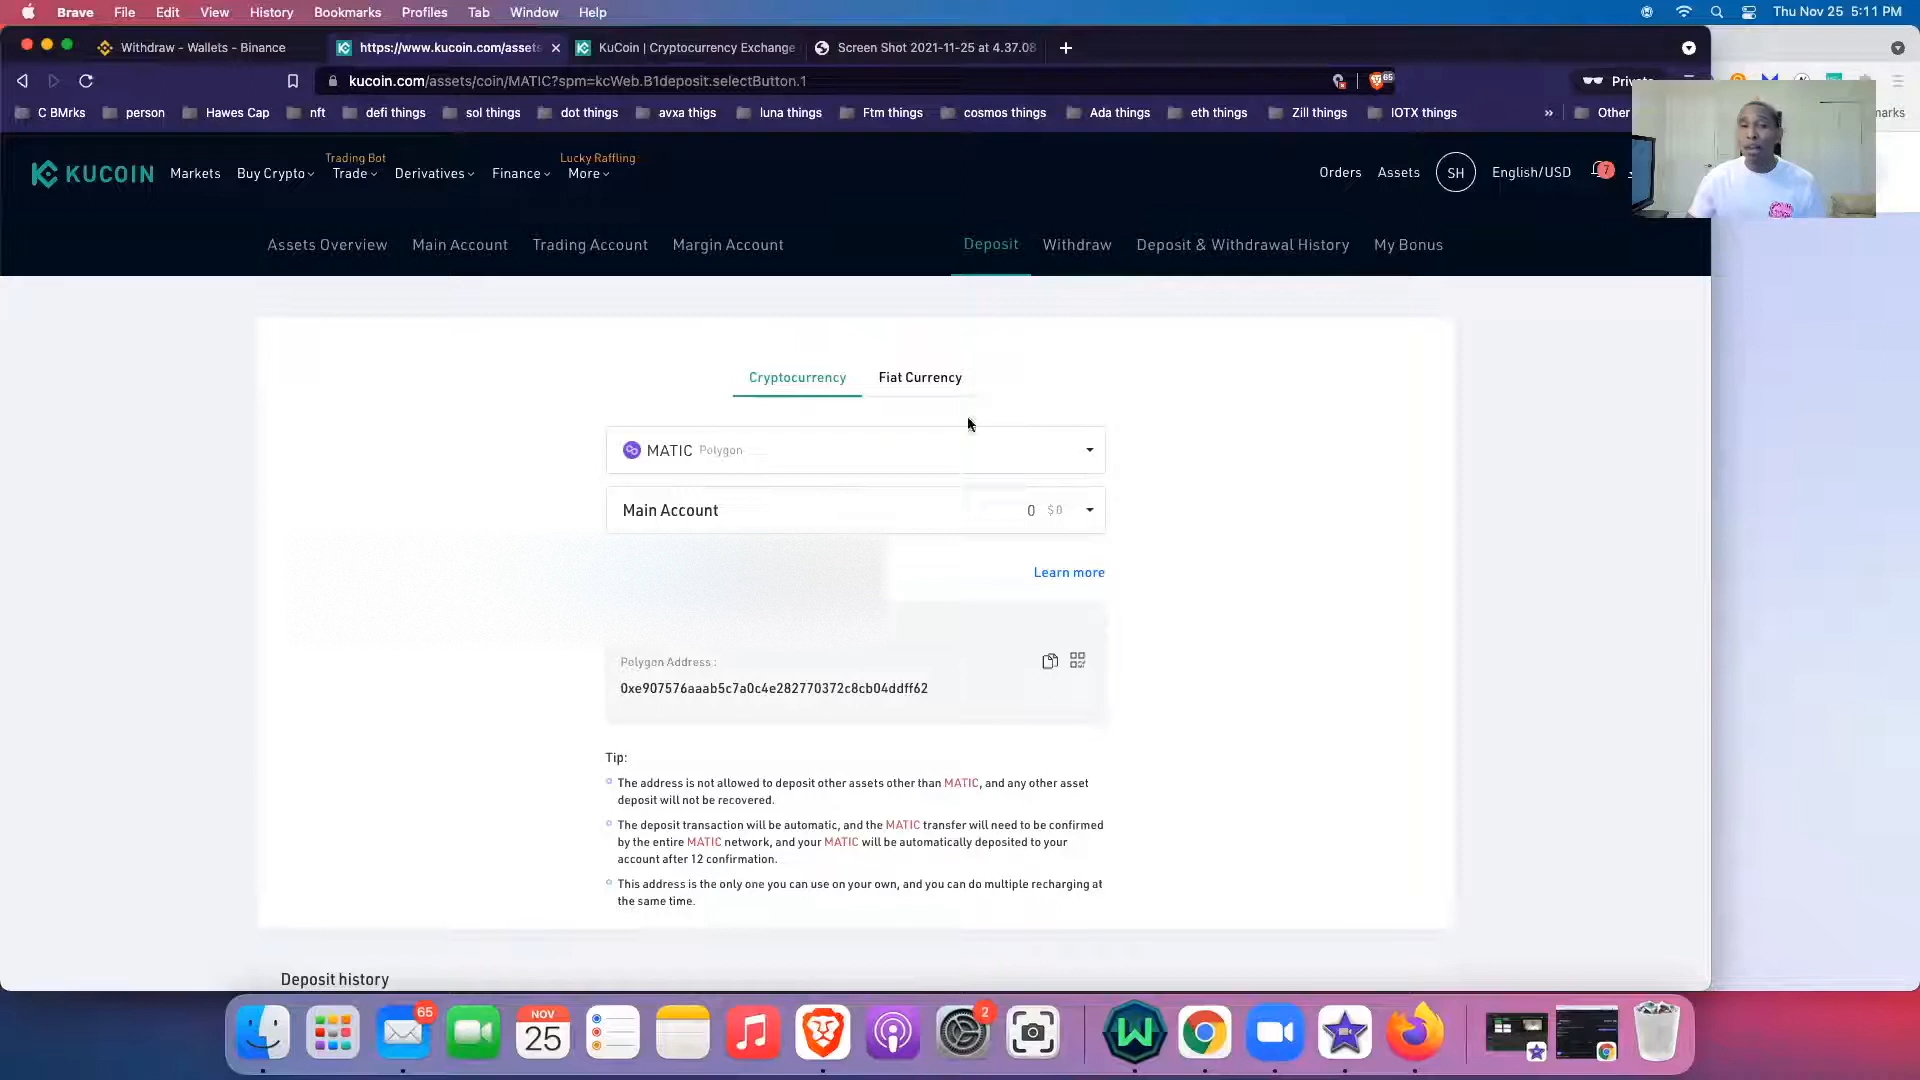 Brave File Edit View History Bookmarks Profiles Tab Window Help Thu Nov 25 5:11 PM
Withdraw - Wallets - Binance https://www.kucoin.com/assets KuCoin | Cryptocurrency Exchange Screen Shot 2021-11-25 at 4.37.08
kucoin.com/assets/coin/MATIC?spm=kcWeb.B1deposit.selectButton.1 65
C BMrks person Hawes Cap nft defi things sol things dot things avxa thigs luna things Ftm things cosmos things Ada things eth things Zill things IOTX things » Other
Trading Bot Lucky Raffling
KUCOIN Markets Buy Crypto Trade Derivatives Finance More Orders Assets SH English/USD 7
Assets Overview Main Account Trading Account Margin Account Deposit Withdraw Deposit & Withdrawal History My Bonus
Cryptocurrency Fiat Currency
MATIC Polygon
Main Account 0 $0
Learn more
Polygon Address :
0xe907576aaab5c7a0c4e282770372c8cb04ddff62
Tip:
The address is not allowed to deposit other assets other than MATIC, and any other asset
deposit will not be recovered.
The deposit transaction will be automatic, and the MATIC transfer will need to be confirmed
by the entire MATIC network, and your MATIC will be automatically deposited to your
account after 12 confirmation.
This address is the only one you can use on your own, and you can do multiple recharging at
the same time.
Deposit history
65 NOV 2
25